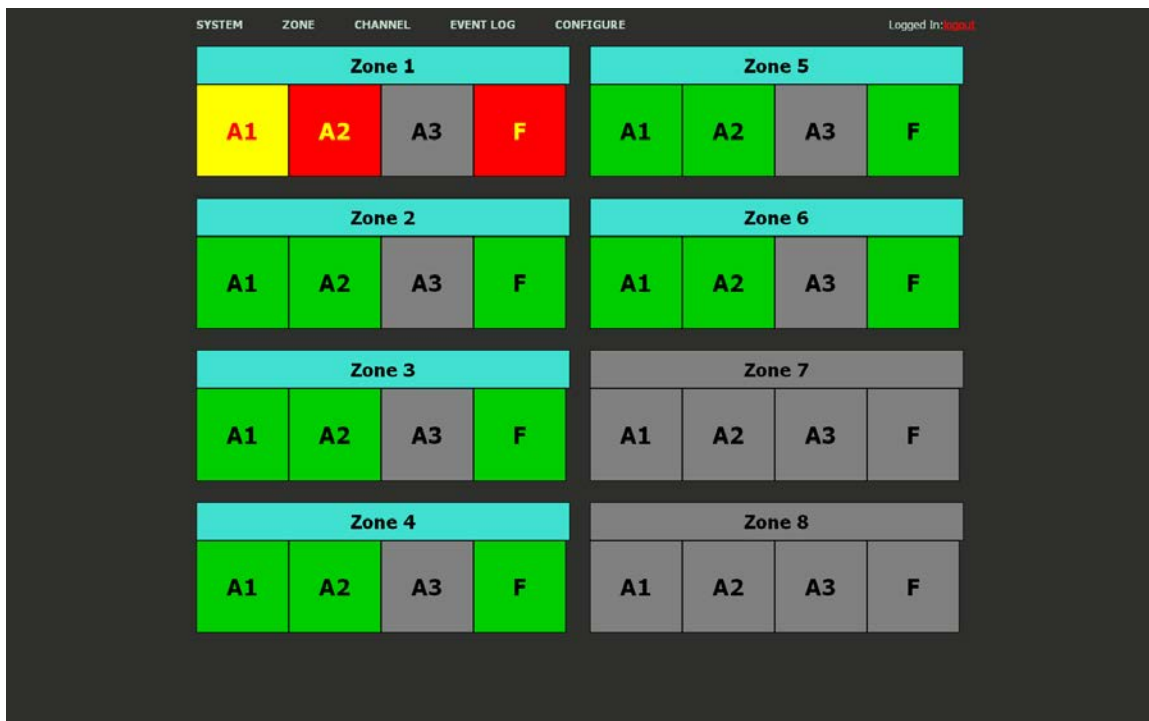 SYSTEM ZONE CHANNEL EVENT LOG CONFIGURE Logged In:logout
Zone 1 Zone 5
A1 A2 A3 F A1 A2 A3 F
Zone 2 Zone 6
A1 A2 A3 F A1 A2 A3 F
Zone 3 Zone 7
A1 A2 A3 F A1 A2 A3 F
Zone 4 Zone 8
A1 A2 A3 F A1 A2 A3 F